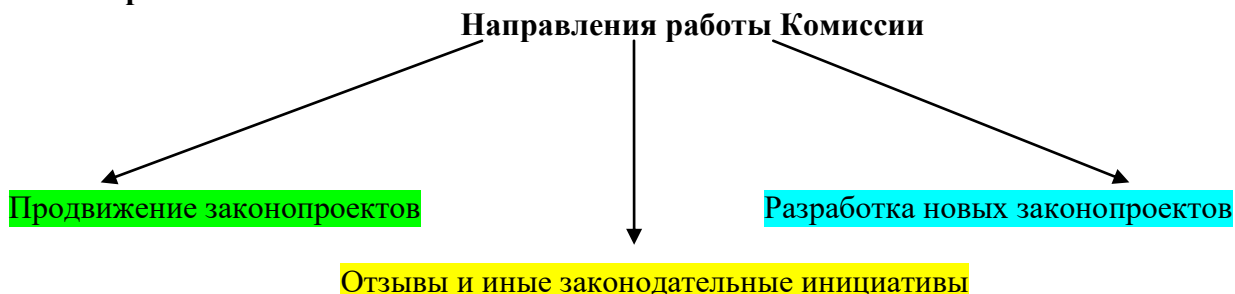 Направления работы Комиссии
Продвижение законопроектов
Разработка новых законопроектов
Отзывы и иные законодательные инициативы